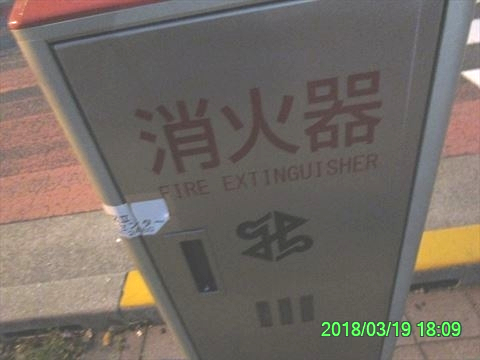 消火器
FIRE EXTINGUISHER
2018/03/19 18:09